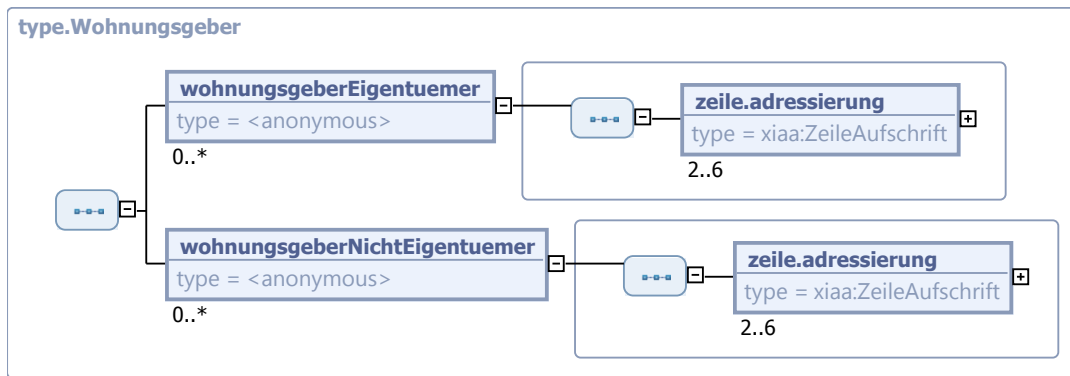 type.Wohnungsgeber
wohnungsgeberEigentuemer
type = <anonymous>
0..*
zeile.adressierung
type = xiaa:ZeileAufschrift
2..6
wohnungsgeberNichtEigentuemer
type = <anonymous>
0..*
zeile.adressierung
type = xiaa:ZeileAufschrift
2..6